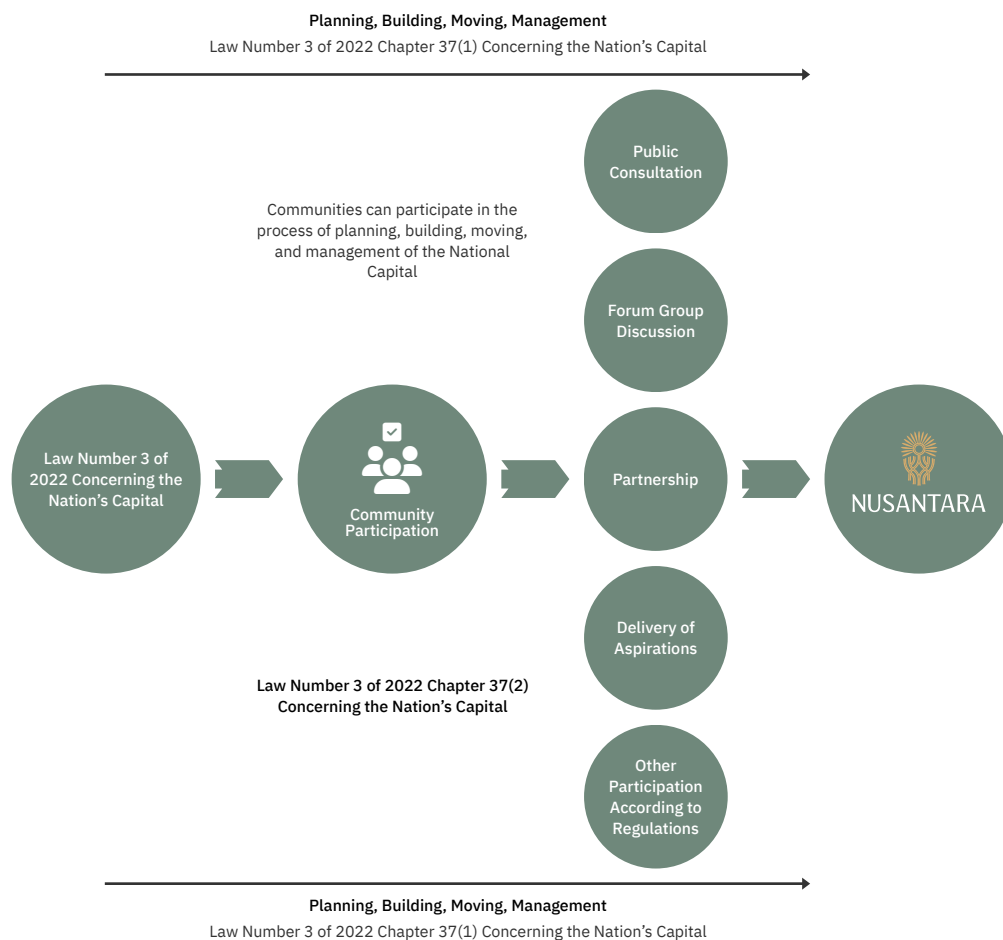 Planning, Building, Moving, Management
Law Number 3 of 2022 Chapter 37(1) Concerning the Nation’s Capital
Public
Consultation
Communities can participate in the
process of planning, building, moving,
and management of the National
Capital
Forum Group
Discussion
Law Number 3 of
2022 Concerning the
Nation’s Capital
Community
Participation
Partnership
NUSANTARA
Delivery of
Aspirations
Law Number 3 of 2022 Chapter 37(2)
Concerning the Nation’s Capital
Other
Participation
According to
Regulations
Planning, Building, Moving, Management
Law Number 3 of 2022 Chapter 37(1) Concerning the Nation’s Capital